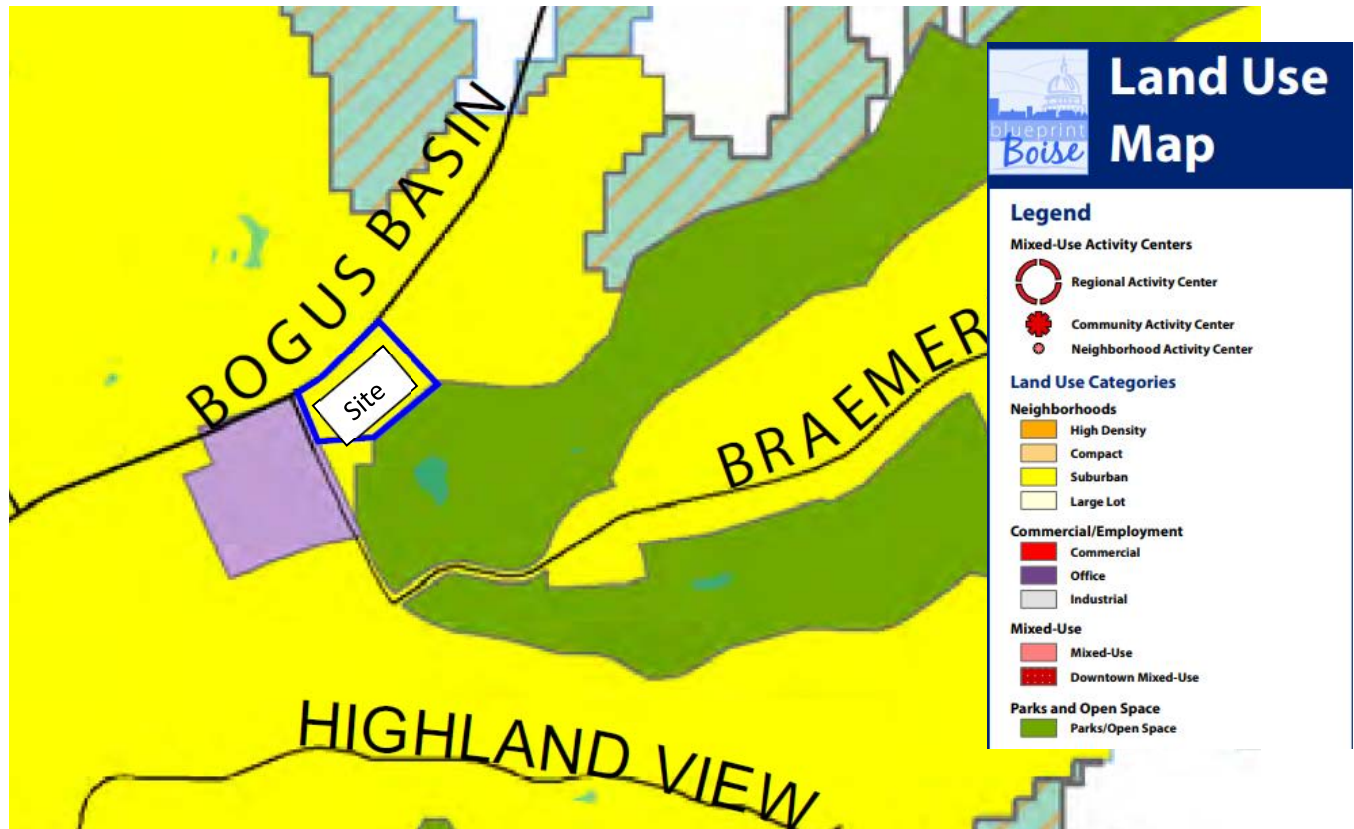 BOGUS BASIN
Site
BRAEMER
HIGHLAND VIEW
blueprint
Boise
Land Use
Map
Legend
Mixed-Use Activity Centers
Regional Activity Center
Community Activity Center
Neighborhood Activity Center
Land Use Categories
Neighborhoods
High Density
Compact
Suburban
Large Lot
Commercial/Employment
Commercial
Office
Industrial
Mixed-Use
Mixed-Use
Downtown Mixed-Use
Parks and Open Space
Parks/Open Space